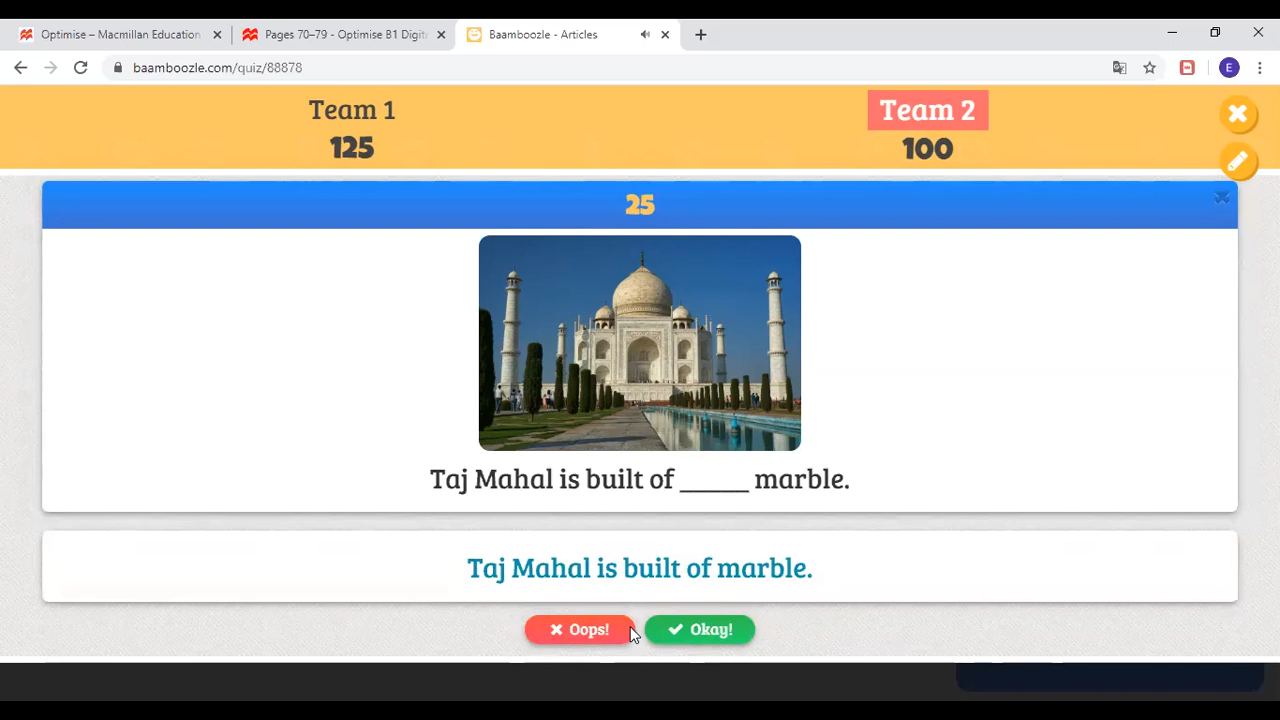 Optimise – Macmillan Education
Pages 70–79 - Optimise B1 Digit
Baamboozle - Articles
baamboozle.com/quiz/88878
E
Team 1
125
Team 2
100
25
Taj Mahal is built of _____ marble.
Taj Mahal is built of marble.
Oops!
Okay!